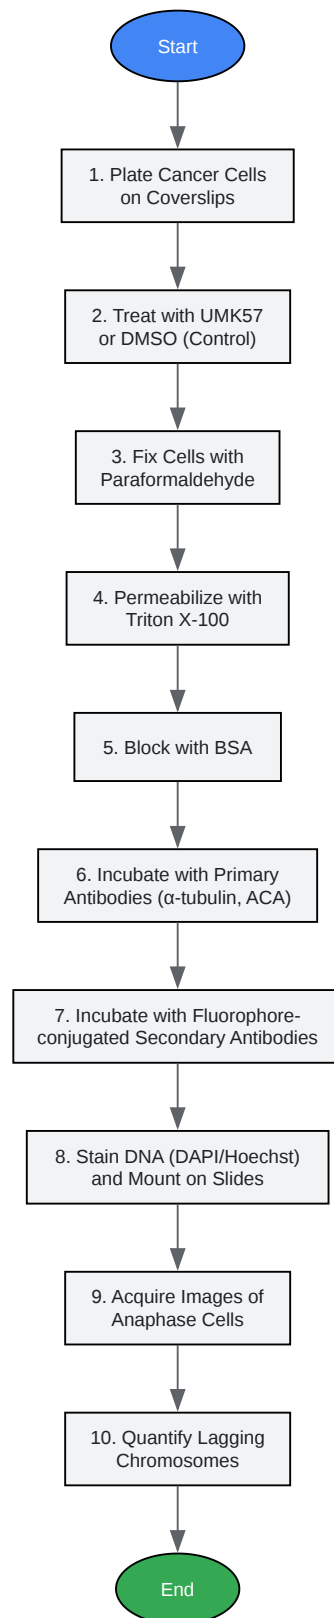 Start
1. Plate Cancer Cells
on Coverslips
2. Treat with UMK57
or DMSO (Control)
3. Fix Cells with
Paraformaldehyde
4. Permeabilize with
Triton X-100
5. Block with BSA
6. Incubate with Primary
Antibodies (α-tubulin, ACA)
7. Incubate with Fluorophore-
conjugated Secondary Antibodies
8. Stain DNA (DAPI/Hoechst)
and Mount on Slides
9. Acquire Images of
Anaphase Cells
10. Quantify Lagging
Chromosomes
End